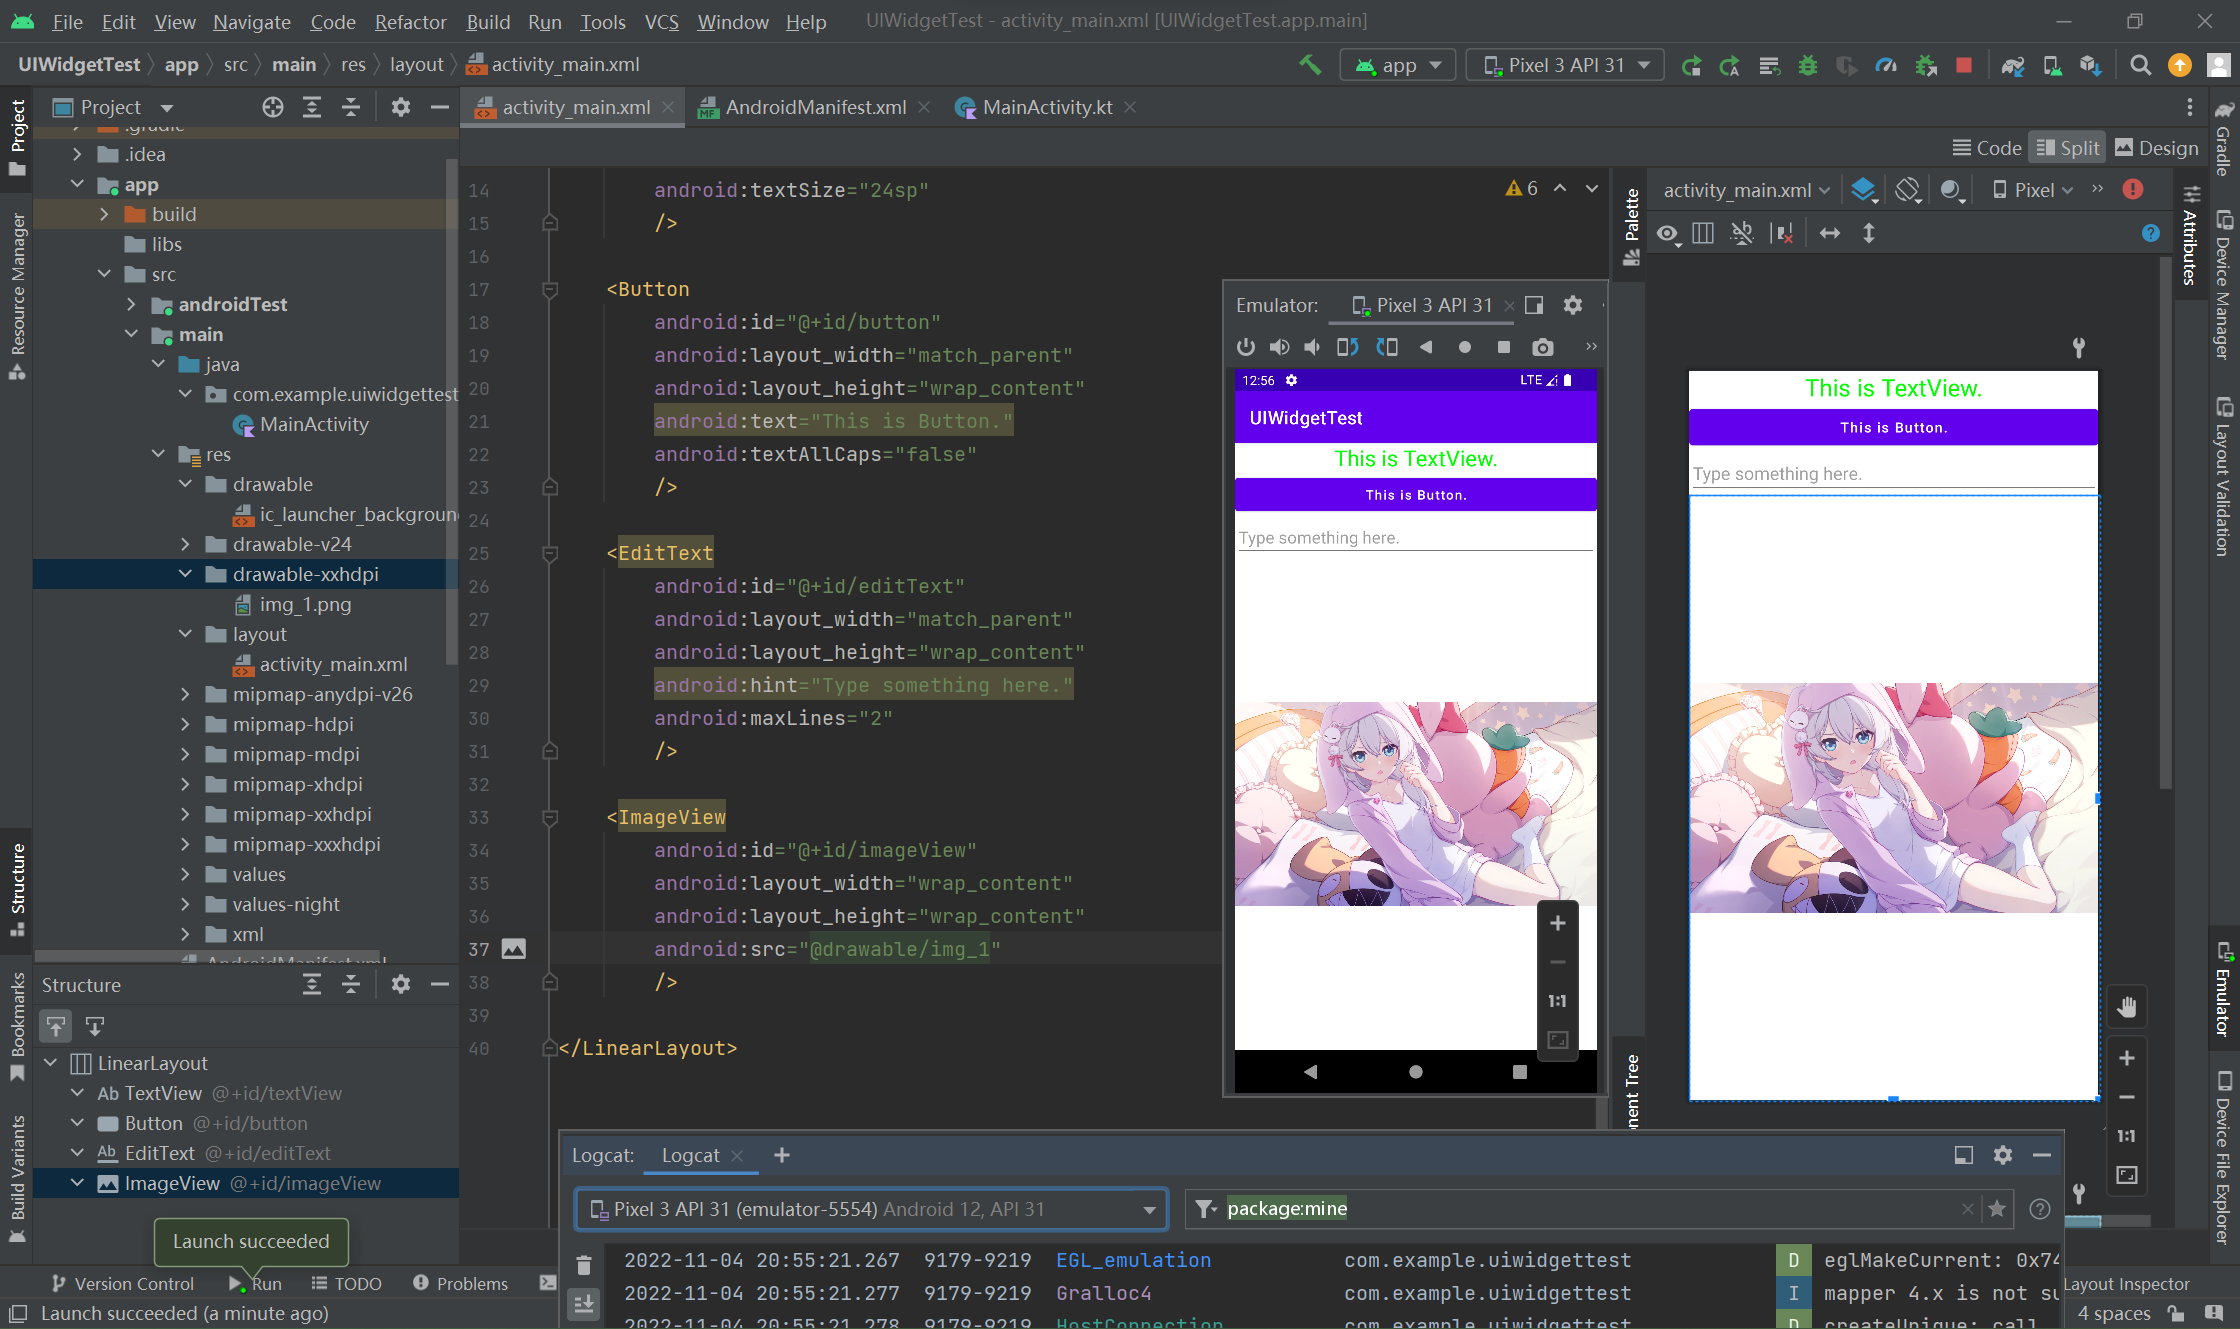 File Edit View Navigate Code Refactor Build Run Tools VCS Window Help UIWidgetTest - activity_main.xml [UIWidgetTest.app.main]
UIWidgetTest app src main res layout activity_main.xml
app Pixel 3 API 31
Project
Resource Manager
Structure
Bookmarks
Build Variants
Project
.gradle
.idea
app
build
libs
src
androidTest
main
java
com.example.uiwidgettest
MainActivity
res
drawable
ic_launcher_backgroun
drawable-v24
drawable-xxhdpi
img_1.png
layout
activity_main.xml
mipmap-anydpi-v26
mipmap-hdpi
mipmap-mdpi
mipmap-xhdpi
mipmap-xxhdpi
mipmap-xxxhdpi
values
values-night
xml
AndroidManifest.xml
Structure
LinearLayout
Ab TextView @+id/textView
Button @+id/button
Ab EditText @+id/editText
ImageView @+id/imageView
Launch succeeded
activity_main.xml AndroidManifest.xml MainActivity.kt
Code Split Design
6
14 android:textSize="24sp"
15 />
16
17 <Button
18 android:id="@+id/button"
19 android:layout_width="match_parent"
20 android:layout_height="wrap_content"
21 android:text="This is Button."
22 android:textAllCaps="false"
23 />
24
25 <EditText
26 android:id="@+id/editText"
27 android:layout_width="match_parent"
28 android:layout_height="wrap_content"
29 android:hint="Type something here."
30 android:maxLines="2"
31 />
32
33 <ImageView
34 android:id="@+id/imageView"
35 android:layout_width="wrap_content"
36 android:layout_height="wrap_content"
37 android:src="@drawable/img_1"
38 />
39
40 </LinearLayout>
Emulator: Pixel 3 API 31
12:56 LTE
UIWidgetTest
This is TextView.
This is Button.
Type something here.
1:1
Palette
nent Tree
activity_main.xml Pixel
This is TextView.
This is Button.
Type something here.
1:1
Attributes
Gradle
Device Manager
Layout Validation
Emulator
Device File Explorer
Logcat: Logcat
Pixel 3 API 31 (emulator-5554) Android 12, API 31 package:mine
2022-11-04 20:55:21.267 9179-9219 EGL_emulation com.example.uiwidgettest D eglMakeCurrent: 0x74
2022-11-04 20:55:21.277 9179-9219 Gralloc4 com.example.uiwidgettest I mapper 4.x is not su
2022-11-04 20:55:21.278 9179-9219 HostConnection com.example.uiwidgettest D createUnique: call
Version Control Run TODO Problems Layout Inspector
Launch succeeded (a minute ago) 4 spaces